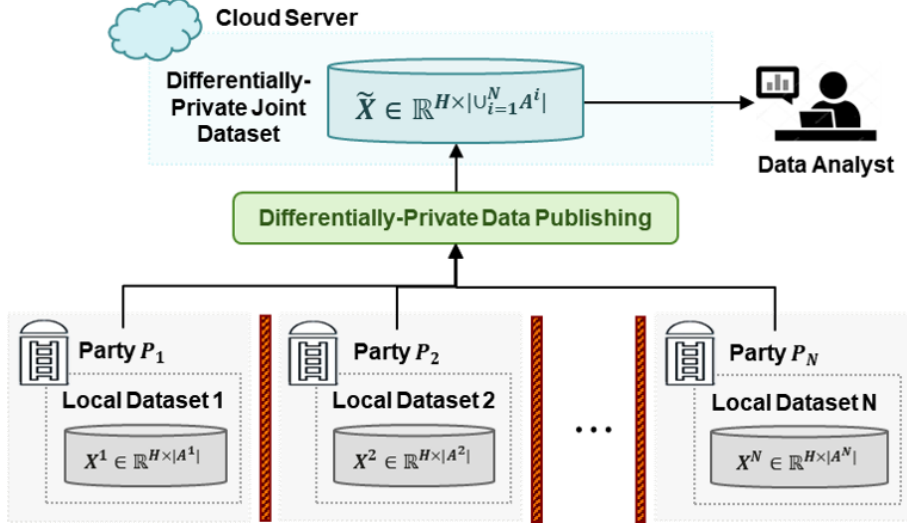 Cloud Server
Differentially-
Private Joint
Dataset
X̃ ∈ ℝ^{H×|∪_{i=1}^{N} A^i|}
Data Analyst
Differentially-Private Data Publishing
Party P_1
Local Dataset 1
X^1 ∈ ℝ^{H×|A^1|}
Party P_2
Local Dataset 2
X^2 ∈ ℝ^{H×|A^2|}
...
Party P_N
Local Dataset N
X^N ∈ ℝ^{H×|A^N|}